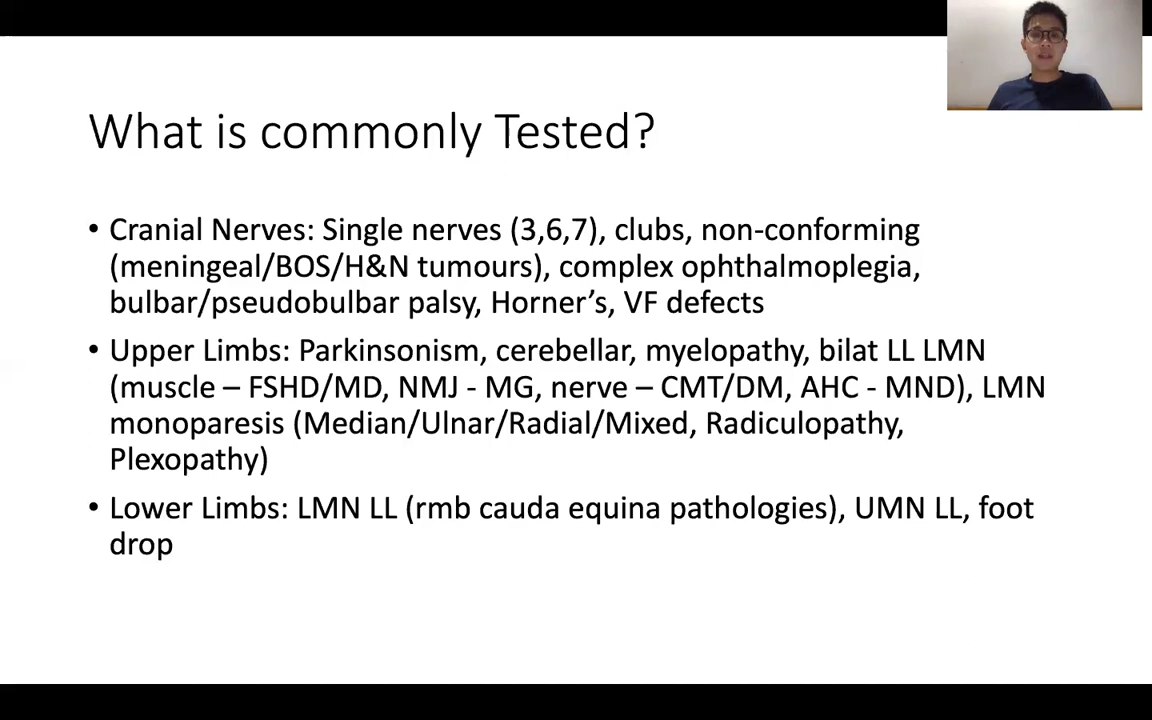 What is commonly Tested?
• Cranial Nerves: Single nerves (3,6,7), clubs, non-conforming
(meningeal/BOS/H&N tumours), complex ophthalmoplegia,
bulbar/pseudobulbar palsy, Horner's, VF defects
• Upper Limbs: Parkinsonism, cerebellar, myelopathy, bilat LL LMN
(muscle – FSHD/MD, NMJ - MG, nerve – CMT/DM, AHC - MND), LMN
monoparesis (Median/Ulnar/Radial/Mixed, Radiculopathy,
Plexopathy)
• Lower Limbs: LMN LL (rmb cauda equina pathologies), UMN LL, foot
drop